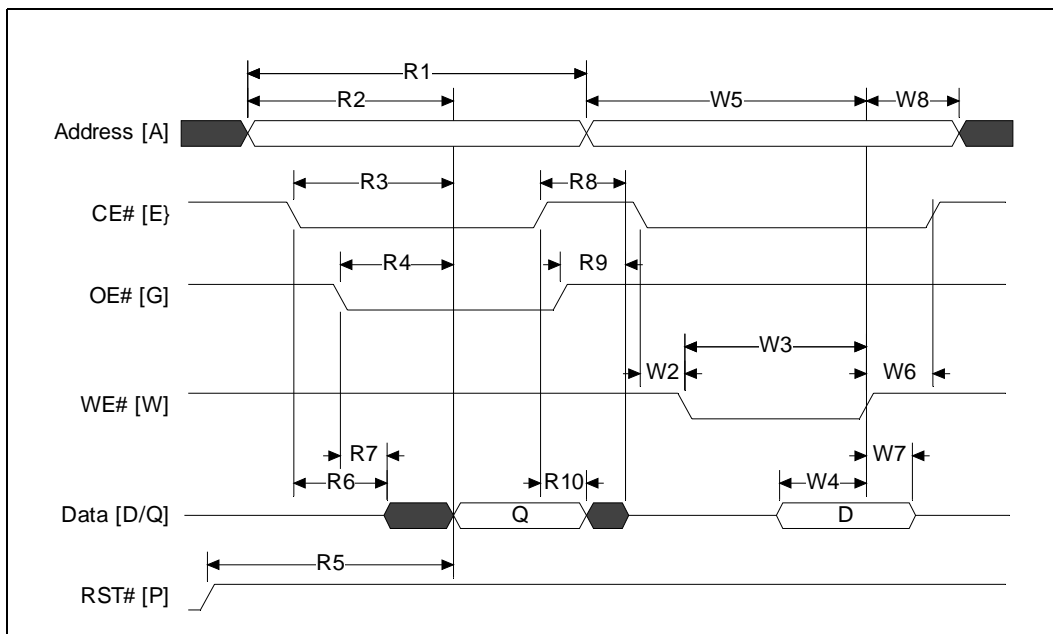 R1
R2
W5
W8
Address [A]
R3
R8
CE# [E}
R4
R9
OE# [G]
W3
W2
W6
WE# [W]
R7
W7
R6
R10
W4
Data [D/Q]
Q
D
R5
RST# [P]